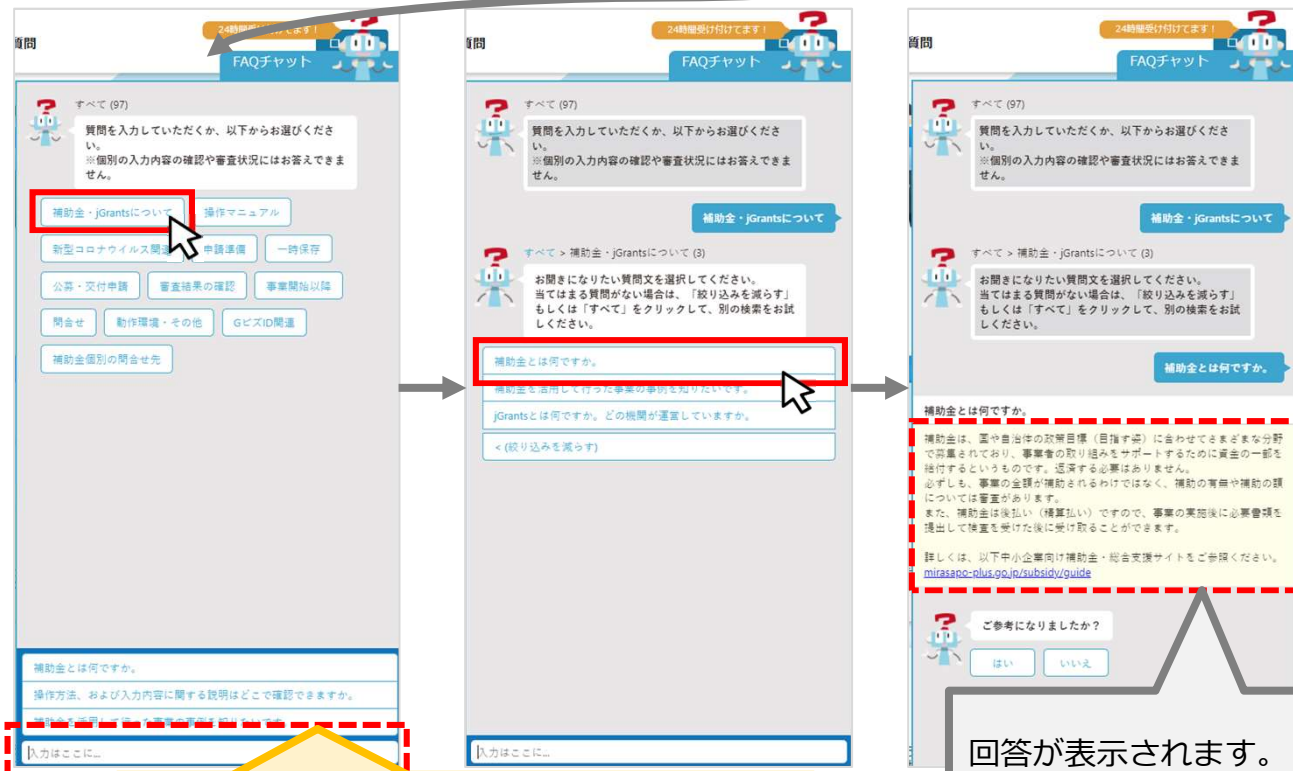 質問
24時間受け付けてます！
FAQチャット
すべて (97)
質問を入力していただくか、以下からお選びくださ
い。
※個別の入力内容の確認や審査状況にはお答えできま
せん。
補助金・jGrantsについて
操作マニュアル
新型コロナウイルス関連
申請準備
一時保存
公募・交付申請
審査結果の確認
事業開始以降
問合せ
動作環境・その他
GビズID関連
補助金個別の問合せ先
補助金とは何ですか。
操作方法、および入力内容に関する説明はどこで確認できますか。
補助金を活用して行った事業の事例を知りたいです。
入力はここに...
質問
24時間受け付けてます！
FAQチャット
すべて (97)
質問を入力していただくか、以下からお選びくださ
い。
※個別の入力内容の確認や審査状況にはお答えできま
せん。
補助金・jGrantsについて
すべて > 補助金・jGrantsについて (3)
お聞きになりたい質問文を選択してください。
当てはまる質問がない場合は、「絞り込みを減らす」
もしくは「すべて」をクリックして、別の検索をお試
しください。
補助金とは何ですか。
補助金を活用して行った事業の事例を知りたいです。
jGrantsとは何ですか。どの機関が運営していますか。
< (絞り込みを減らす)
入力はここに...
質問
24時間受け付けてます！
FAQチャット
すべて (97)
質問を入力していただくか、以下からお選びくださ
い。
※個別の入力内容の確認や審査状況にはお答えできま
せん。
補助金・jGrantsについて
すべて > 補助金・jGrantsについて (3)
お聞きになりたい質問文を選択してください。
当てはまる質問がない場合は、「絞り込みを減らす」
もしくは「すべて」をクリックして、別の検索をお試
しください。
補助金とは何ですか。
補助金とは何ですか。
補助金は、国や自治体の政策目標（目指す姿）に合わせてさまざまな分野
で募集されており、事業者の取り組みをサポートするために資金の一部を
給付するというものです。返済する必要はありません。
必ずしも、事業の全額が補助されるわけではなく、補助の有無や補助の額
については審査があります。
また、補助金は後払い（精算払い）ですので、事業の実施後に必要書類を
提出して検査を受けた後に受け取ることができます。
詳しくは、以下中小企業向け補助金・総合支援サイトをご参照ください。
mirasapo-plus.go.jp/subsidy/guide
ご参考になりましたか？
はい
いいえ
回答が表示されます。